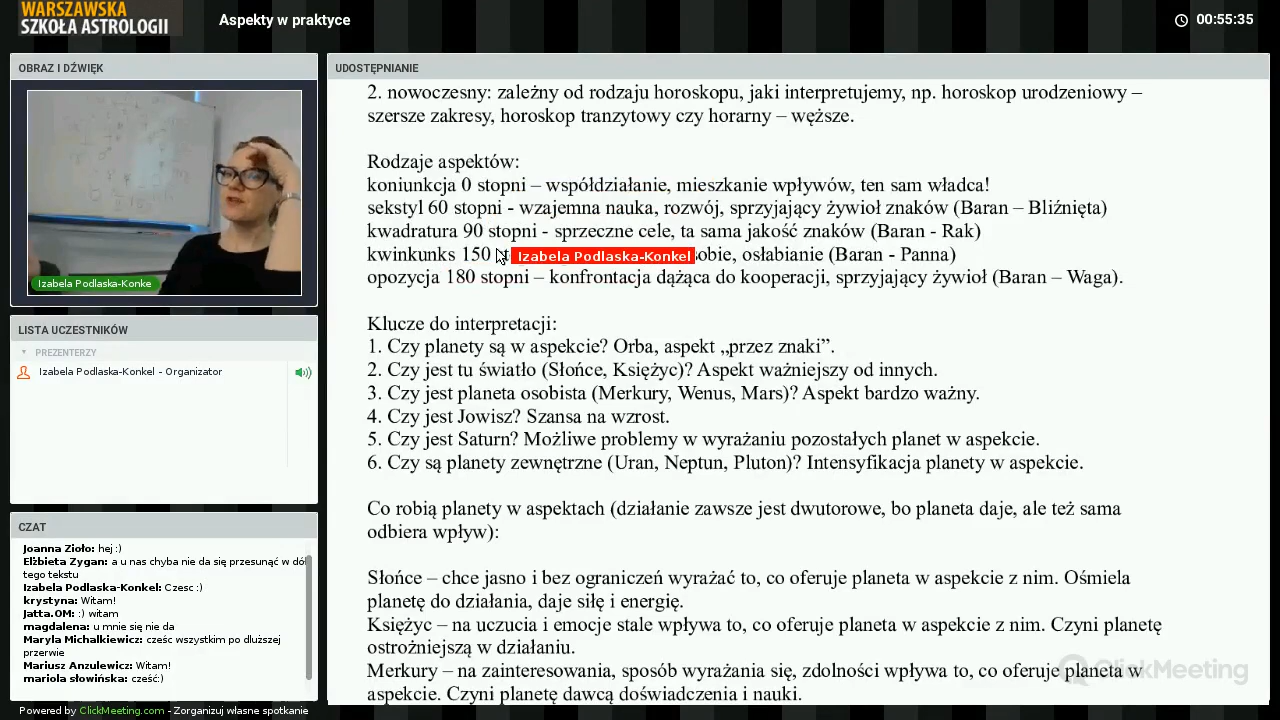 WARSZAWSKA
SZKOŁA ASTROLOGII
Aspekty w praktyce
00:55:35
OBRAZ I DŹWIĘK
Izabela Podlaska-Konke
LISTA UCZESTNIKÓW
PREZENTERZY
Izabela Podlaska-Konkel - Organizator
CZAT
Joanna Zioło: hej :)
Elżbieta Zygan: a u nas chyba nie da się przesunąć w dół
tego tekstu
Izabela Podlaska-Konkel: Czesc :)
krystyna: Witam!
Jatta.OM: :) witam
magdalena: u mnie się nie da
Maryla Michalkiewicz: cześc wszystkim po dluższej
przerwie
Mariusz Anzulewicz: Witam!
mariola słowińska: cześć:)
Powered by ClickMeeting.com - Zorganizuj własne spotkanie
UDOSTĘPNIANIE
2. nowoczesny: zależny od rodzaju horoskopu, jaki interpretujemy, np. horoskop urodzeniowy –
szersze zakresy, horoskop tranzytowy czy horarny – węższe.
Rodzaje aspektów:
koniunkcja 0 stopni – współdziałanie, mieszkanie wpływów, ten sam władca!
sekstyl 60 stopni - wzajemna nauka, rozwój, sprzyjający żywioł znaków (Baran – Bliźnięta)
kwadratura 90 stopni - sprzeczne cele, ta sama jakość znaków (Baran - Rak)
kwinkunks 150 Izabela Podlaska-Konkel obie, osłabianie (Baran - Panna)
opozycja 180 stopni – konfrontacja dążąca do kooperacji, sprzyjający żywioł (Baran – Waga).
Klucze do interpretacji:
1. Czy planety są w aspekcie? Orba, aspekt „przez znaki”.
2. Czy jest tu światło (Słońce, Księżyc)? Aspekt ważniejszy od innych.
3. Czy jest planeta osobista (Merkury, Wenus, Mars)? Aspekt bardzo ważny.
4. Czy jest Jowisz? Szansa na wzrost.
5. Czy jest Saturn? Możliwe problemy w wyrażaniu pozostałych planet w aspekcie.
6. Czy są planety zewnętrzne (Uran, Neptun, Pluton)? Intensyfikacja planety w aspekcie.
Co robią planety w aspektach (działanie zawsze jest dwutorowe, bo planeta daje, ale też sama
odbiera wpływ):
Słońce – chce jasno i bez ograniczeń wyrażać to, co oferuje planeta w aspekcie z nim. Ośmiela
planetę do działania, daje siłę i energię.
Księżyc – na uczucia i emocje stale wpływa to, co oferuje planeta w aspekcie z nim. Czyni planetę
ostrożniejszą w działaniu.
Merkury – na zainteresowania, sposób wyrażania się, zdolności wpływa to, co oferuje planeta w
aspekcie. Czyni planetę dawcą doświadczenia i nauki.
ClickMeeting